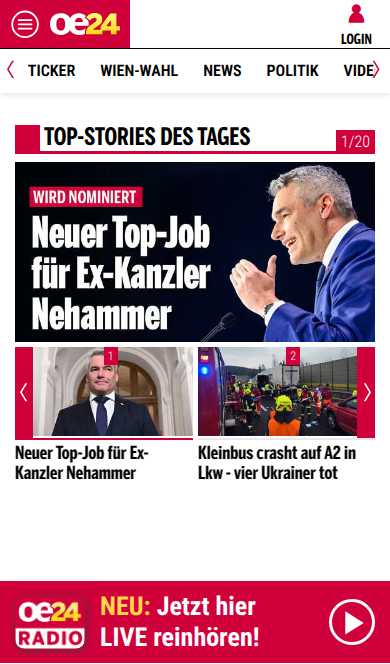 oe24
LOGIN
TICKER WIEN-WAHL NEWS POLITIK VIDE
TOP-STORIES DES TAGES
1/20
WIRD NOMINIERT
Neuer Top-Job
für Ex-Kanzler
Nehammer
1
2
Neuer Top-Job für Ex-
Kanzler Nehammer
Kleinbus crasht auf A2 in
Lkw - vier Ukrainer tot
oe24
RADIO
NEU: Jetzt hier
LIVE reinhören!